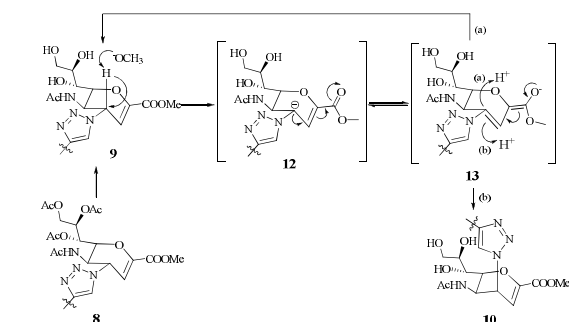 (a)
HO OH ⁻OCH₃
H
HO
O
AcHN COOMe
N N N
9
HO OH
HO
O
O
AcHN
⊖
O
N N N
12
HO OH
(a) H⁺
HO
O
O⁻
AcHN
O
N N N
H⁺
(b)
13
(b)
AcO OAc
AcO
O
AcHN COOMe
N N N
8
N N N
HO OH
HO
O
AcHN COOMe
10